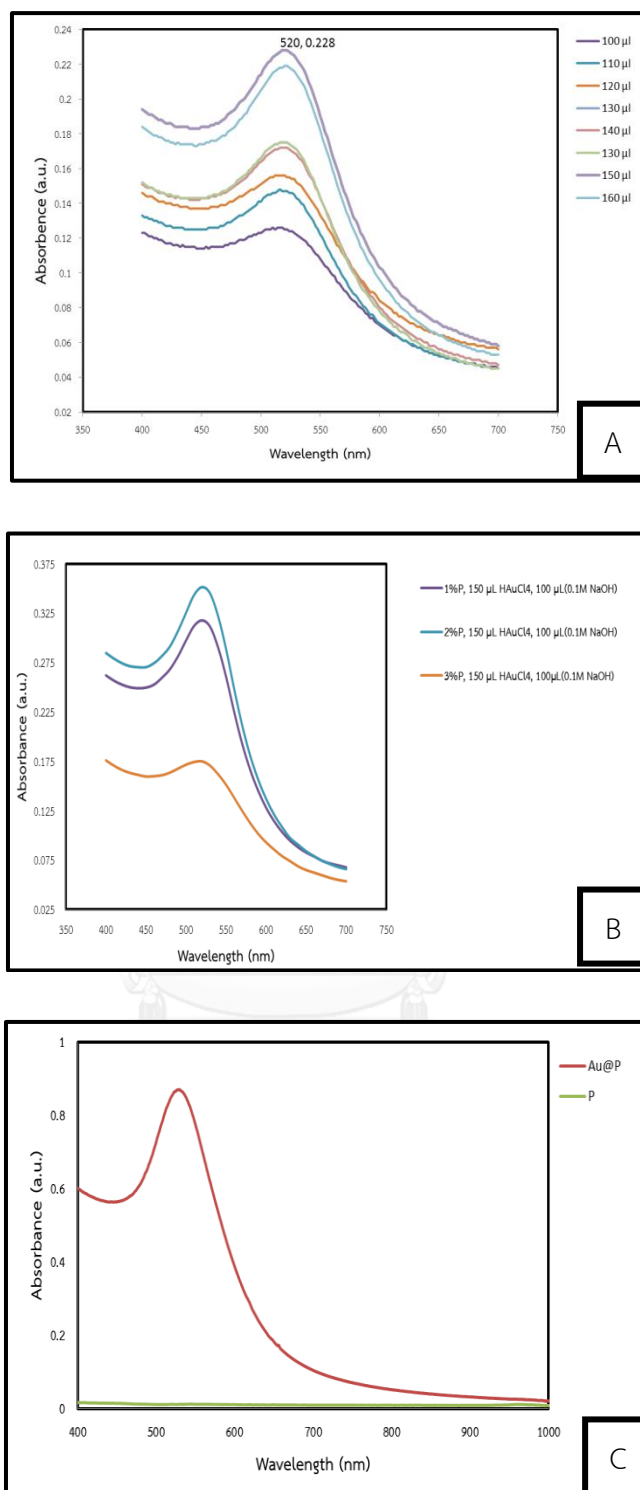 0.24
0.22
0.2
0.18
0.16
0.14
0.12
0.1
0.08
0.06
0.04
0.02
Absorbence (a.u.)
520, 0.228
350 400 450 500 550 600 650 700 750
Wavelength (nm)
100 µl
110 µl
120 µl
130 µl
140 µl
130 µl
150 µl
160 µl
A
0.375
0.325
0.275
0.225
0.175
0.125
0.075
0.025
Absorbance (a.u.)
350 400 450 500 550 600 650 700 750
Wavelength (nm)
1%P, 150 µL HAuCl4, 100 µL(0.1M NaOH)
2%P, 150 µL HAuCl4, 100 µL(0.1M NaOH)
3%P, 150 µL HAuCl4, 100µL(0.1M NaOH)
B
1
0.8
0.6
0.4
0.2
0
Absorbance (a.u.)
400 500 600 700 800 900 1000
Wavelength (nm)
Au@P
P
C